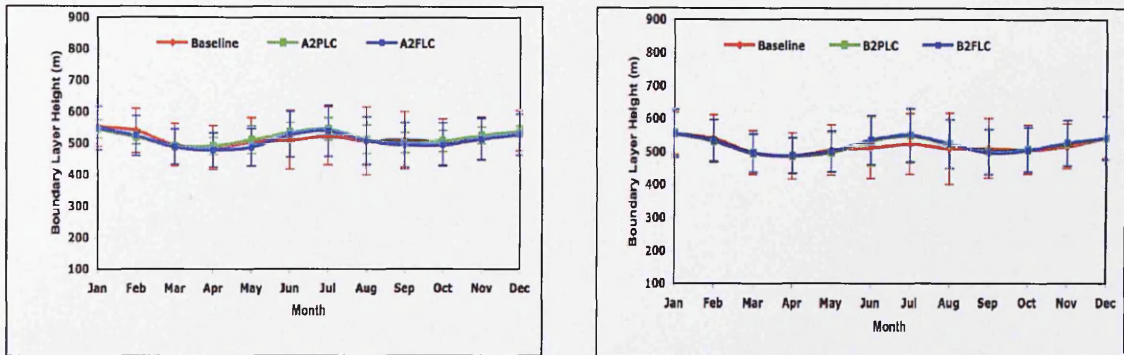 900
800
700
600
500
400
300
200
100
Boundary Layer Height (m)
Baseline A2PLC A2FLC
Jan Feb Mar Apr May Jun Jul Aug Sep Oct Nov Dec
Month
900
800
700
600
500
400
300
200
100
Boundary Layer Height (m)
Baseline B2PLC B2FLC
Jan Feb Mar Apr May Jun Jul Aug Sep Oct Nov Dec
Month